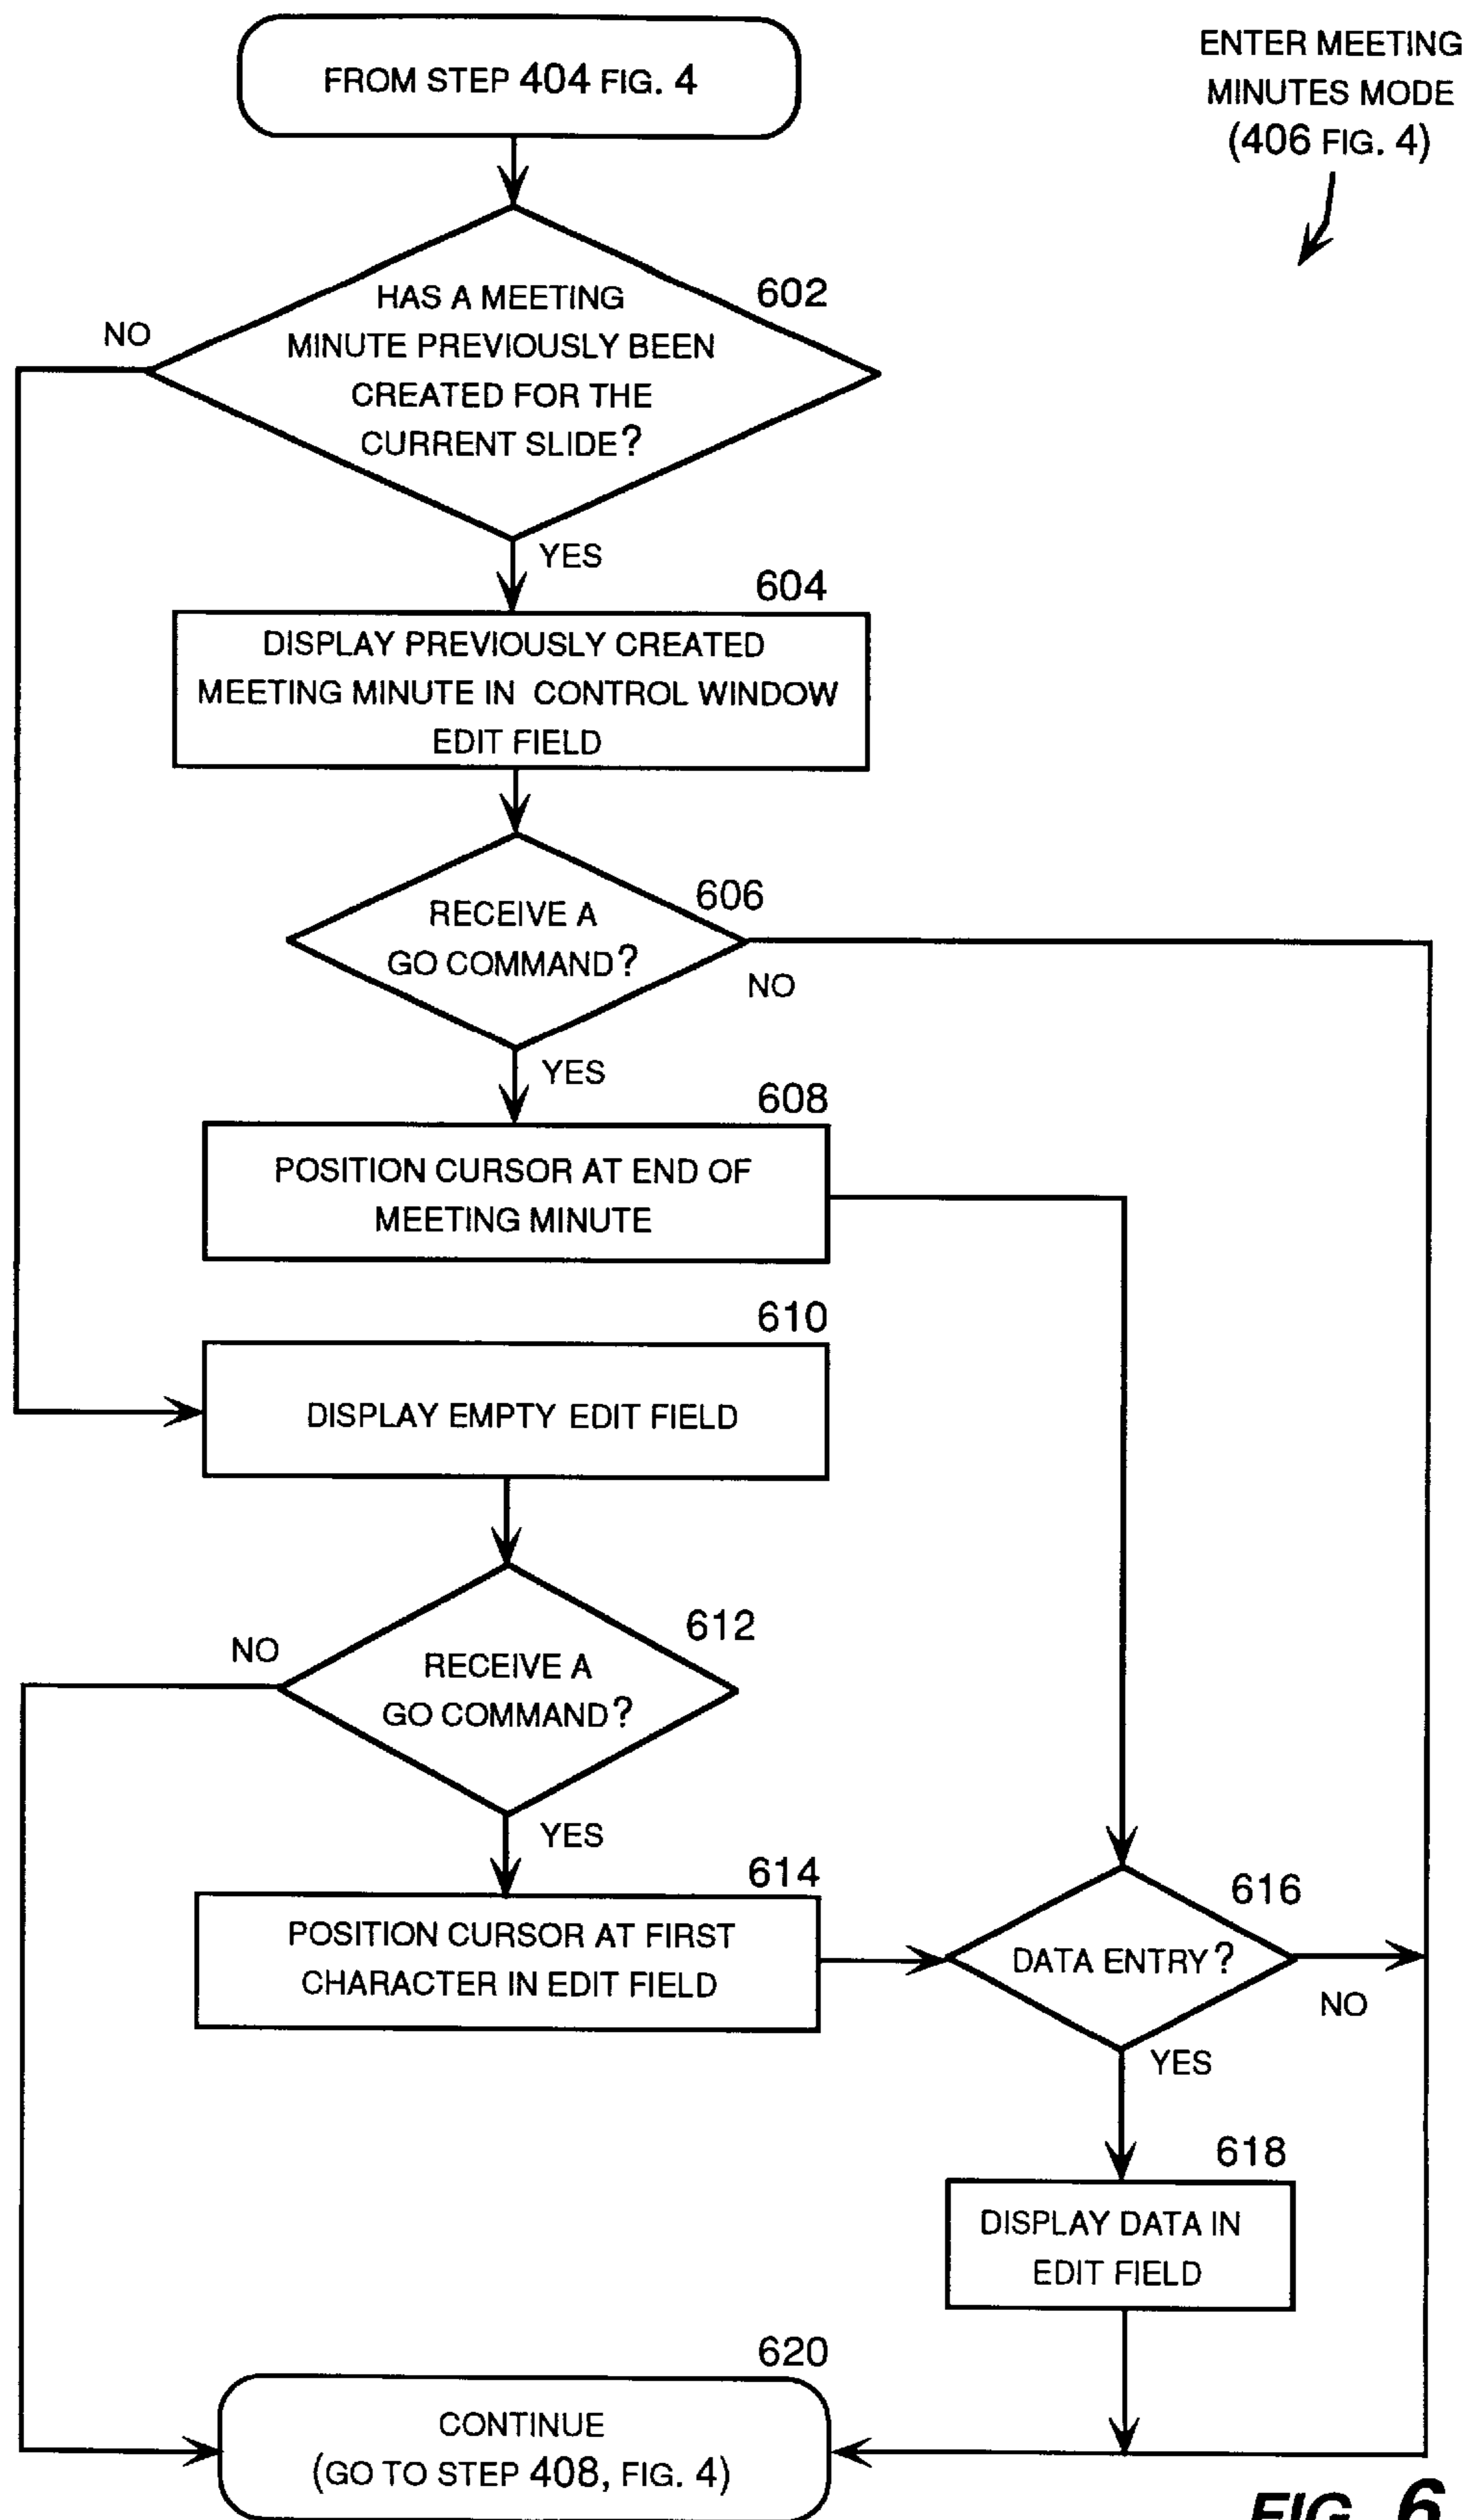 FROM STEP 404 FIG. 4
ENTER MEETING
MINUTES MODE
(406 FIG. 4)
602
HAS A MEETING
MINUTE PREVIOUSLY BEEN
CREATED FOR THE
CURRENT SLIDE?
NO
YES
604
DISPLAY PREVIOUSLY CREATED
MEETING MINUTE IN CONTROL WINDOW
EDIT FIELD
606
RECEIVE A
GO COMMAND?
NO
YES
608
POSITION CURSOR AT END OF
MEETING MINUTE
610
DISPLAY EMPTY EDIT FIELD
612
NO
RECEIVE A
GO COMMAND?
YES
614
POSITION CURSOR AT FIRST
CHARACTER IN EDIT FIELD
616
DATA ENTRY?
NO
YES
618
DISPLAY DATA IN
EDIT FIELD
620
CONTINUE
(GO TO STEP 408, FIG. 4)
FIG. 6